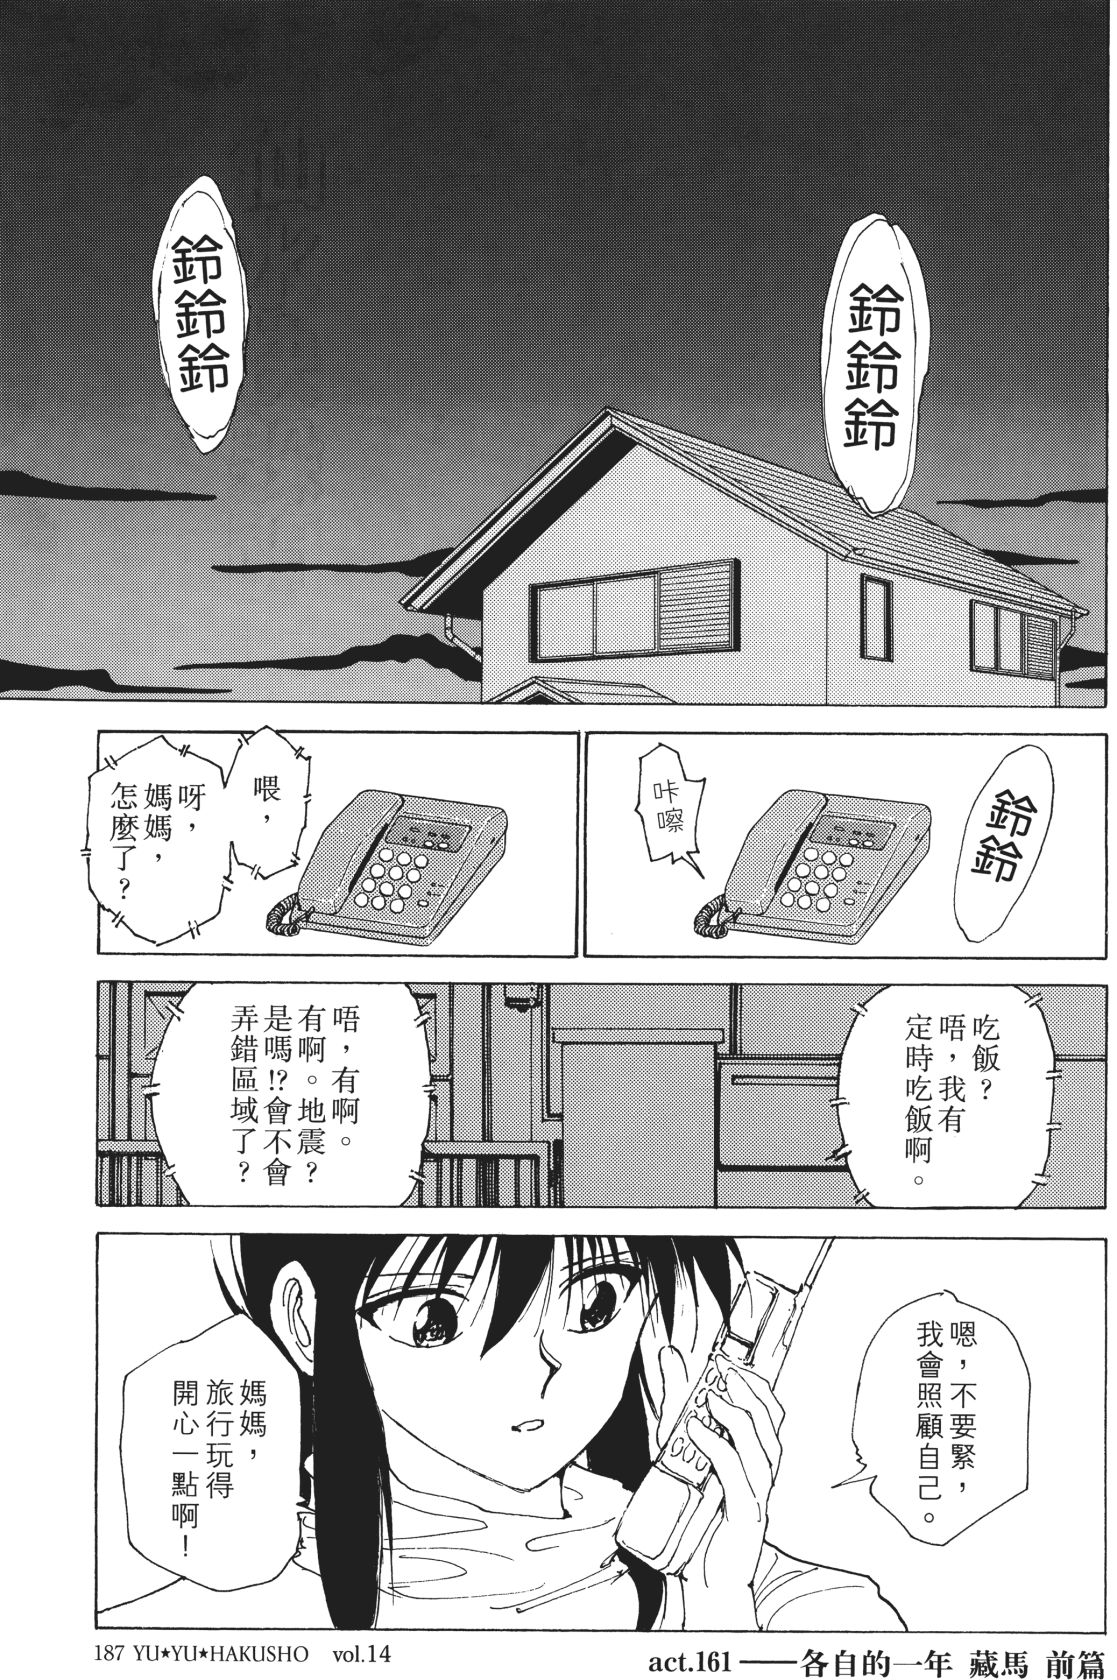 鈴鈴鈴
鈴鈴鈴
鈴鈴
咔嚓
喂，
呀，
媽媽，
怎麼了？
吃飯？
唔，我有
定時吃飯啊。
唔，有啊。
有啊。地震？
是嗎!?會不會
弄錯區域了？
嗯，不要緊，
我會照顧自己。
媽媽，
旅行玩得
開心一點啊！
187 YU★YU★HAKUSHO vol.14
act.161——各自的一年 藏馬 前篇